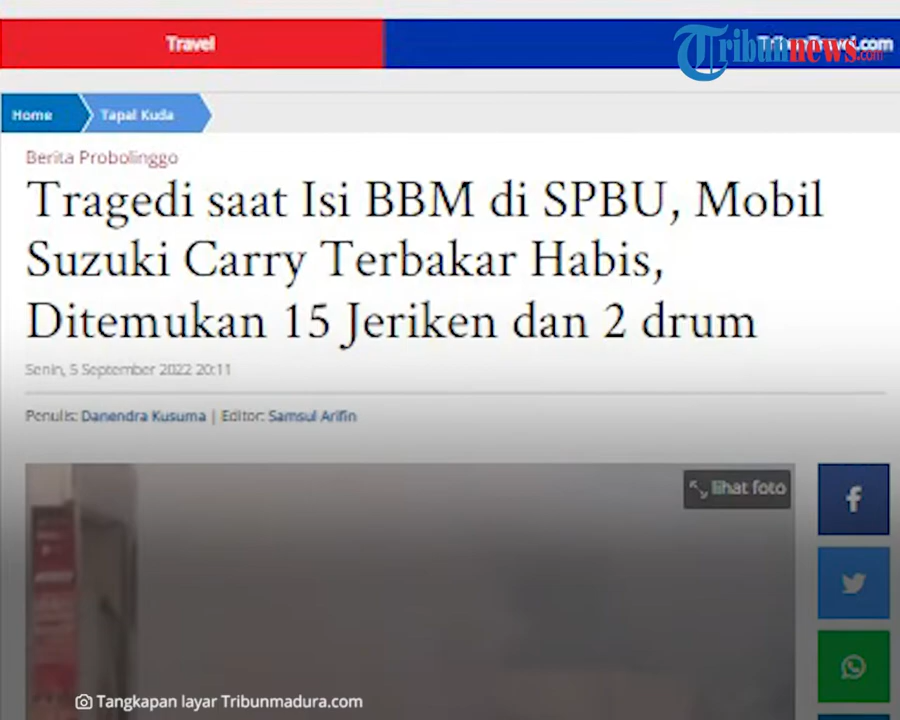 Travel
TribunTravel.com
Tribunnews.com
Home
Tapal Kuda
Berita Probolinggo
Tragedi saat Isi BBM di SPBU, Mobil
Suzuki Carry Terbakar Habis,
Ditemukan 15 Jeriken dan 2 drum
Senin, 5 September 2022 20:11
Penulis: Danendra Kusuma | Editor: Samsul Arifin
lihat foto
Tangkapan layar Tribunmadura.com